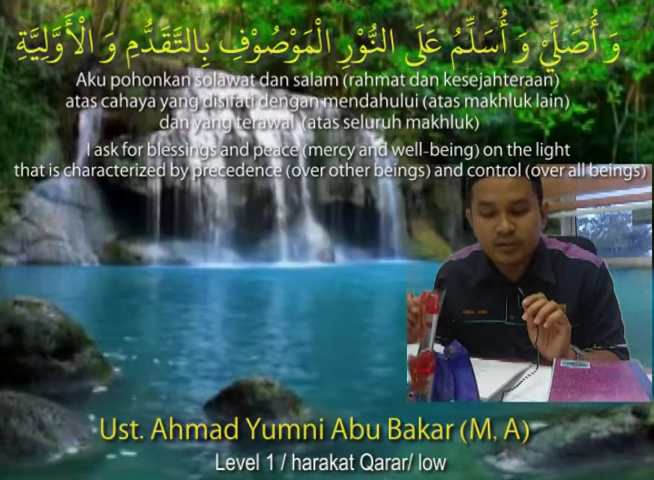 وَ أُصَلِّيْ وَ أُسَلِّمُ عَلَى النُّوْرِ الْمَوْصُوْفِ بِالتَّقَدُّمِ وَ الْأَوَّلِيَّةِ
Aku pohonkan solawat dan salam (rahmat dan kesejahteraan)
atas cahaya yang disifati dengan mendahului (atas makhluk lain)
dan yang terawal (atas seluruh makhluk)
I ask for blessings and peace (mercy and well-being) on the light
that is characterized by precedence (over other beings) and control (over all beings)
Ust. Ahmad Yumni Abu Bakar (M, A)
Level 1 / harakat Qarar/ low